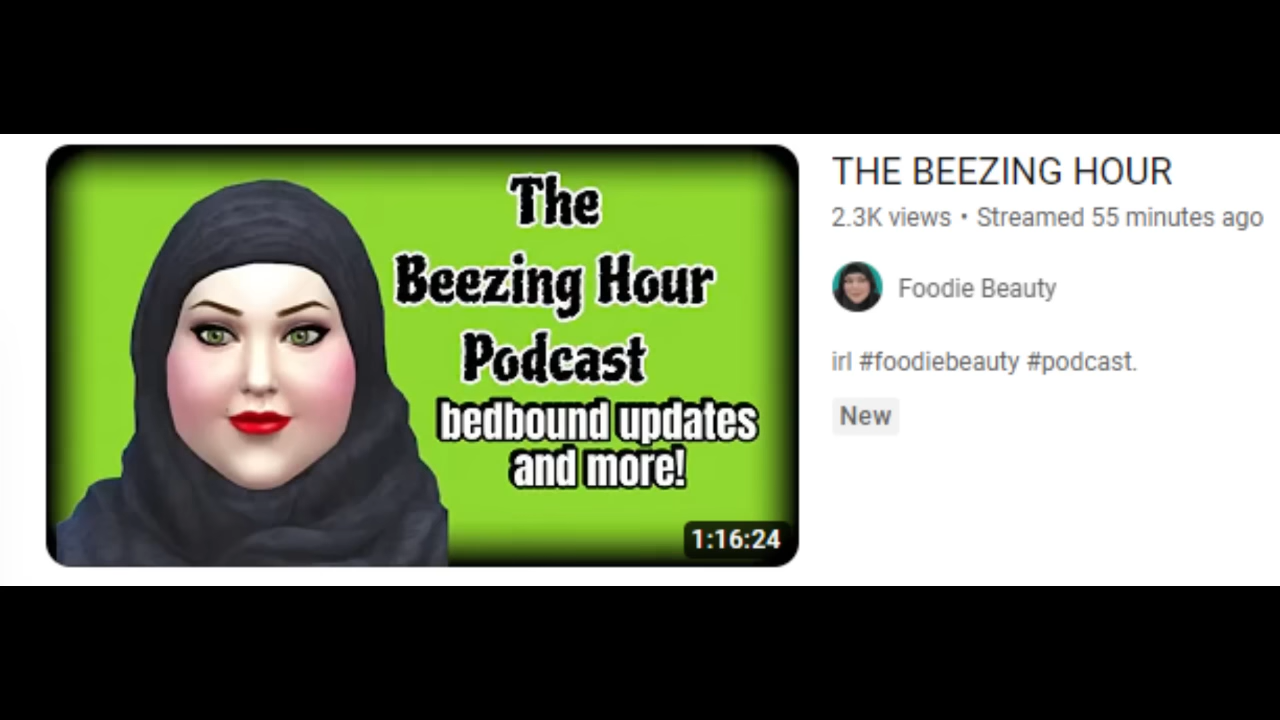 The
Beezing Hour
Podcast
bedbound updates
and more!
1:16:24
THE BEEZING HOUR
2.3K views • Streamed 55 minutes ago
Foodie Beauty
irl #foodiebeauty #podcast.
New